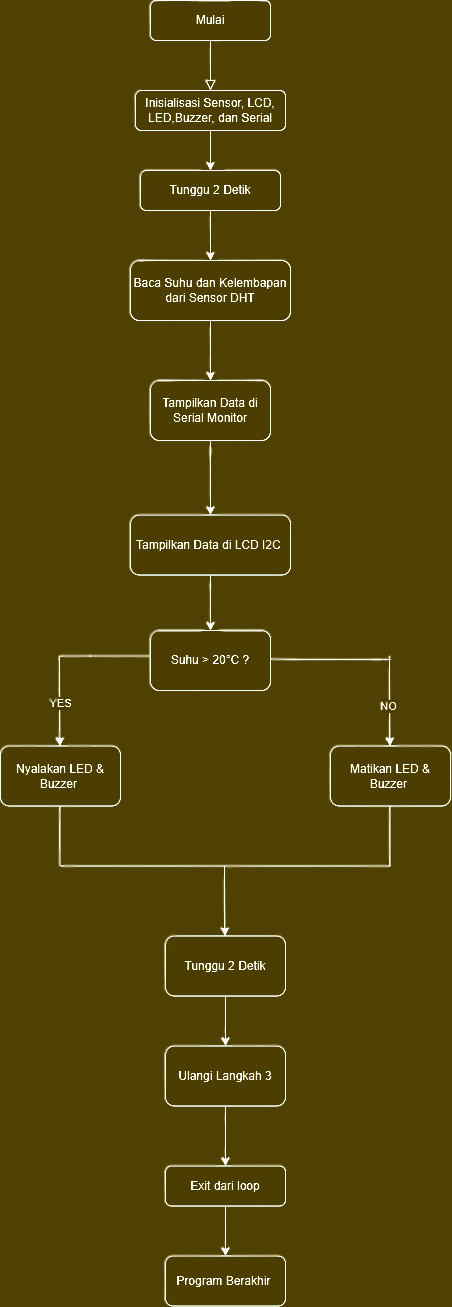 Mulai
Inisialisasi Sensor, LCD,
LED,Buzzer, dan Serial
Tunggu 2 Detik
Baca Suhu dan Kelembapan
dari Sensor DHT
Tampilkan Data di
Serial Monitor
Tampilkan Data di LCD I2C
Suhu > 20°C ?
YES
NO
Nyalakan LED &
Buzzer
Matikan LED &
Buzzer
Tunggu 2 Detik
Ulangi Langkah 3
Exit dari loop
Program Berakhir